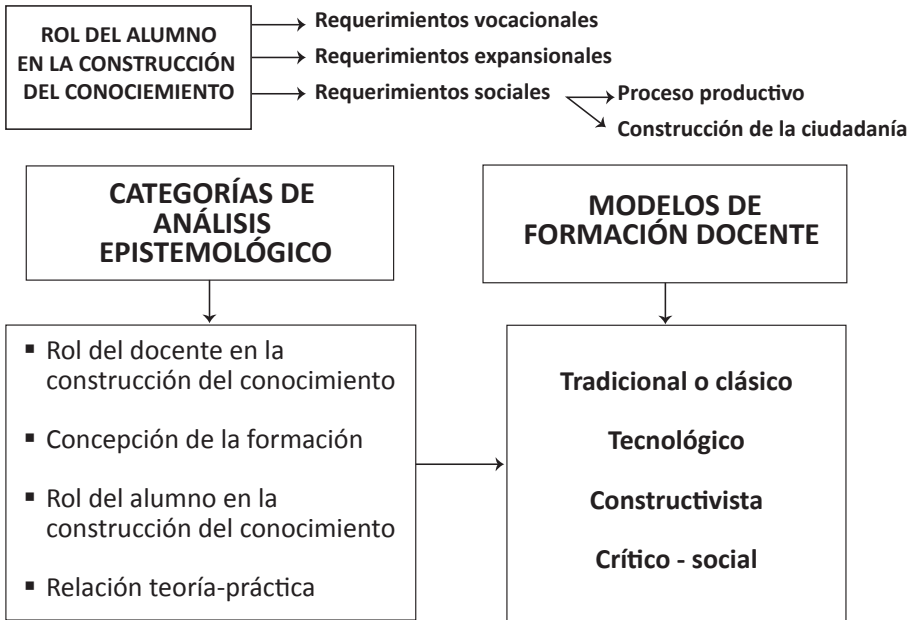 ROL DEL ALUMNO
EN LA CONSTRUCCIÓN
DEL CONOCIEMIENTO
Requerimientos vocacionales
Requerimientos expansionales
Requerimientos sociales
Proceso productivo
Construcción de la ciudadanía
CATEGORÍAS DE
ANÁLISIS
EPISTEMOLÓGICO
MODELOS DE
FORMACIÓN DOCENTE
▪ Rol del docente en la
construcción del conocimiento
▪ Concepción de la formación
▪ Rol del alumno en la
construcción del conocimiento
▪ Relación teoría-práctica
Tradicional o clásico
Tecnológico
Constructivista
Crítico - social